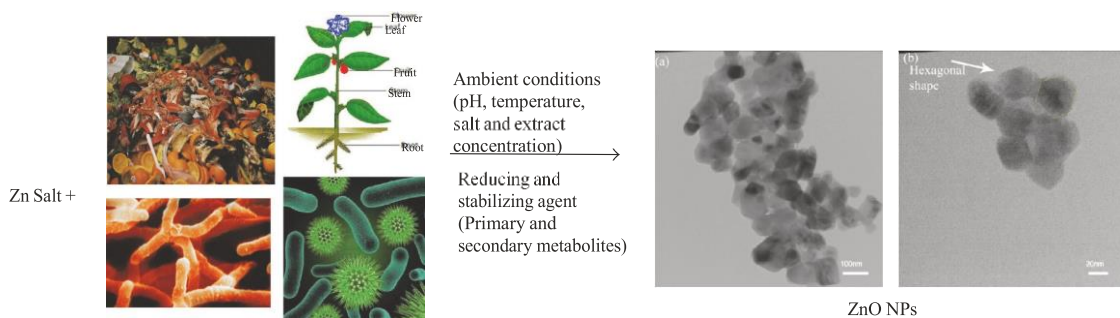 Zn Salt +
Flower
Leaf
Fruit
Stem
Root
Ambient conditions
(pH, temperature,
salt and extract
concentration)
Reducing and
stabilizing agent
(Primary and
secondary metabolites)
(a)
100nm
(b)
Hexagonal
shape
20nm
ZnO NPs